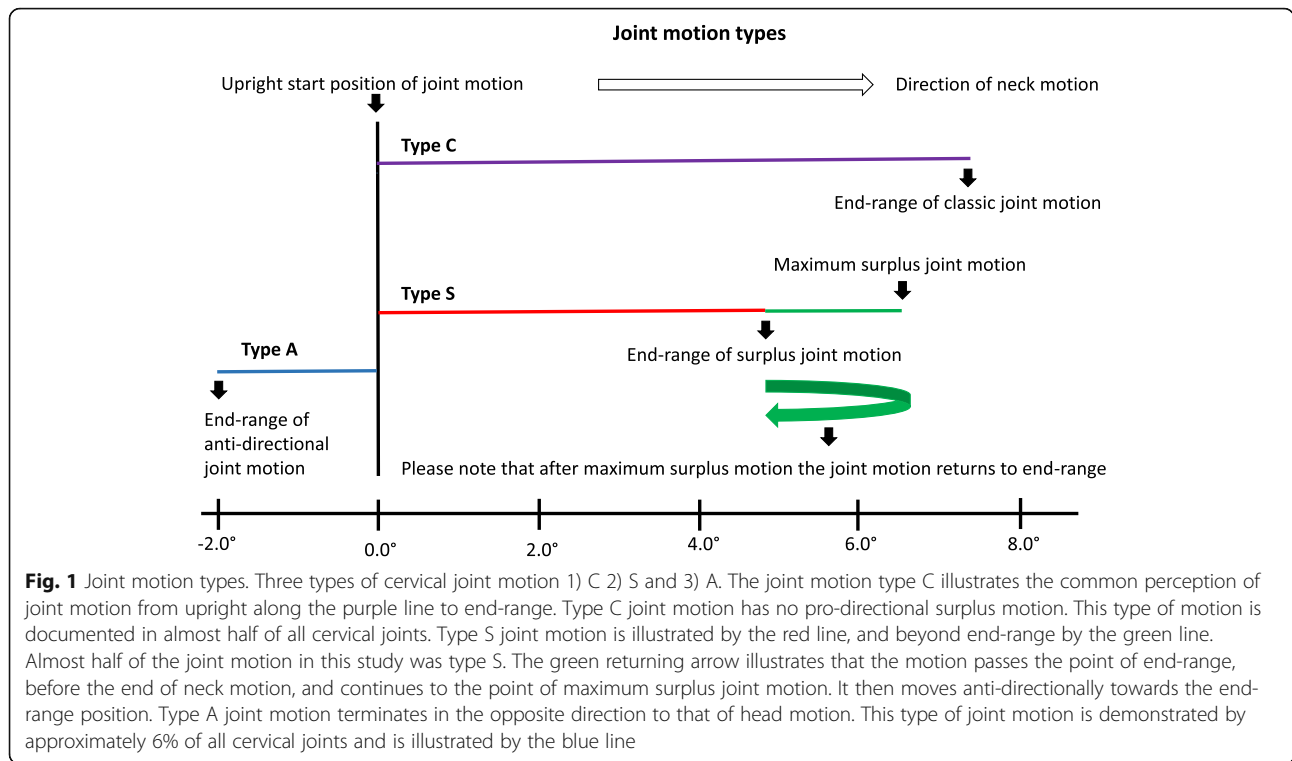 Joint motion types
Upright start position of joint motion
Direction of neck motion
Type C
End-range of classic joint motion
Maximum surplus joint motion
Type S
End-range of surplus joint motion
Type A
End-range of
anti-directional
joint motion
Please note that after maximum surplus motion the joint motion returns to end-range
-2.0°
0.0°
2.0°
4.0°
6.0°
8.0°
Fig. 1 Joint motion types. Three types of cervical joint motion 1) C 2) S and 3) A. The joint motion type C illustrates the common perception of
joint motion from upright along the purple line to end-range. Type C joint motion has no pro-directional surplus motion. This type of motion is
documented in almost half of all cervical joints. Type S joint motion is illustrated by the red line, and beyond end-range by the green line.
Almost half of the joint motion in this study was type S. The green returning arrow illustrates that the motion passes the point of end-range,
before the end of neck motion, and continues to the point of maximum surplus joint motion. It then moves anti-directionally towards the end-
range position. Type A joint motion terminates in the opposite direction to that of head motion. This type of joint motion is demonstrated by
approximately 6% of all cervical joints and is illustrated by the blue line